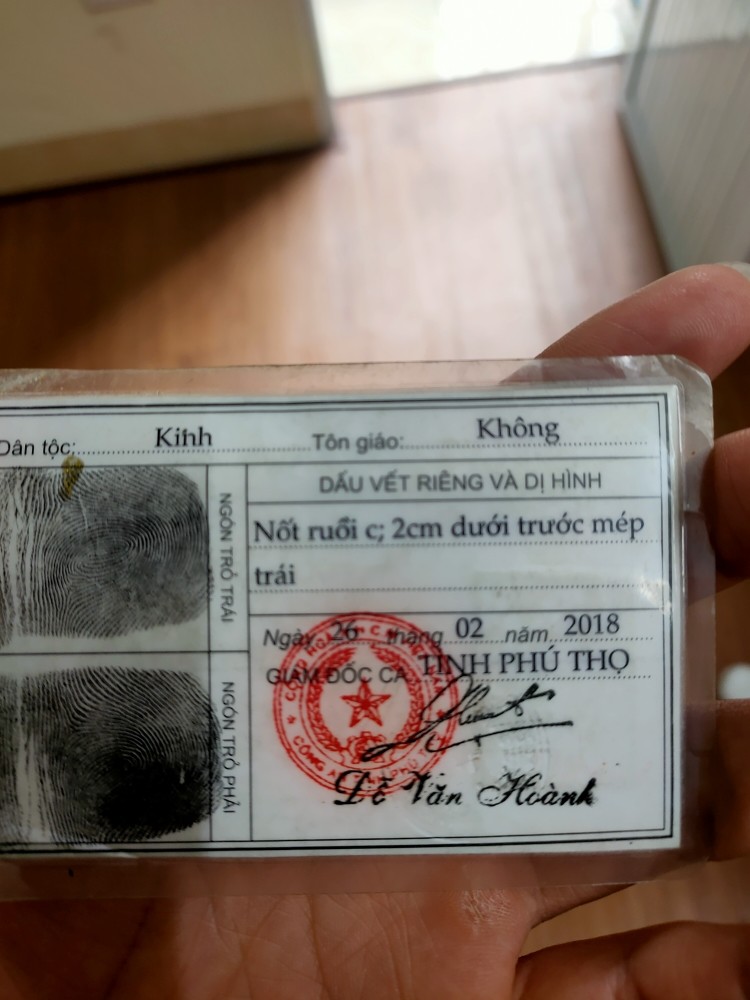 Dân tộc: Kinh Tôn giáo: Không
DẤU VẾT RIÊNG VÀ DỊ HÌNH
NGÓN TRỎ TRÁI
Nốt ruồi c; 2cm dưới trước mép
trái
Ngày 26 tháng 02 năm 2018
GIÁM ĐỐC CA TỈNH PHÚ THỌ
NGÓN TRỎ PHẢI
Văn Hoành